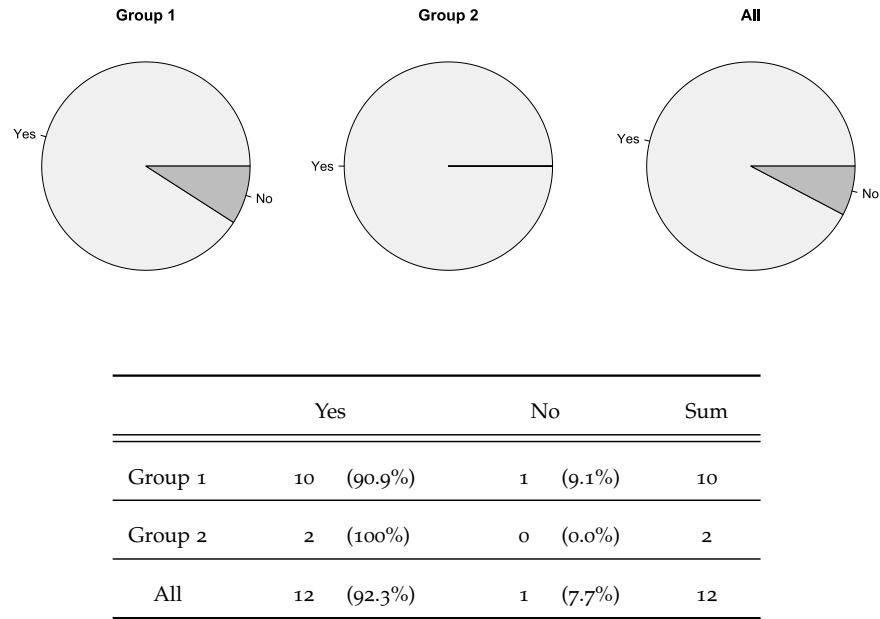 Group 1 Group 2 All
Yes No
Yes
Yes No
Yes No Sum
Group 1 10 (90.9%) 1 (9.1%) 10
Group 2 2 (100%) 0 (0.0%) 2
All 12 (92.3%) 1 (7.7%) 12